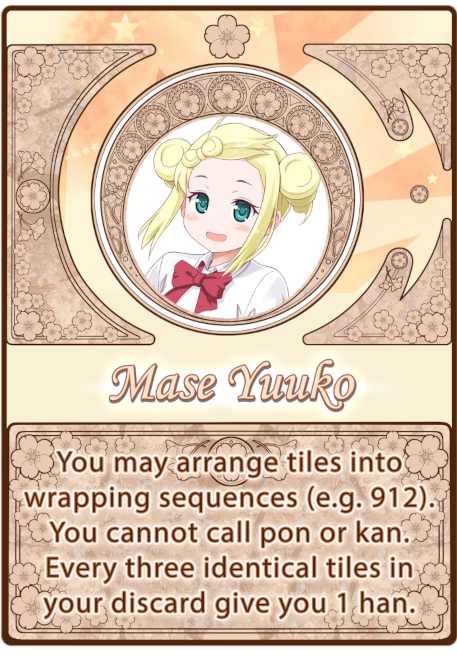 Mase Yuuko
You may arrange tiles into
wrapping sequences (e.g. 912).
You cannot call pon or kan.
Every three identical tiles in
your discard give you 1 han.